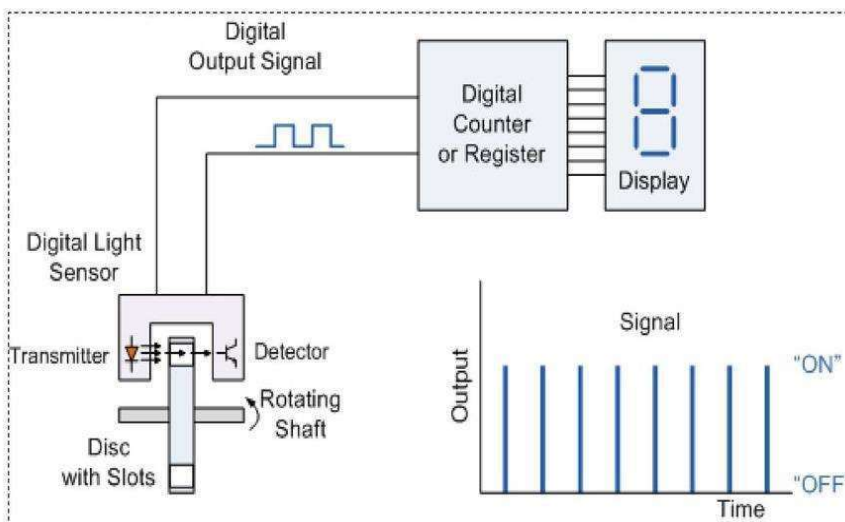 Digital
Output Signal
Digital
Counter
or Register
Display
Digital Light
Sensor
Transmitter
Detector
Rotating
Shaft
Disc
with Slots
Signal
Output
"ON"
"OFF
Time